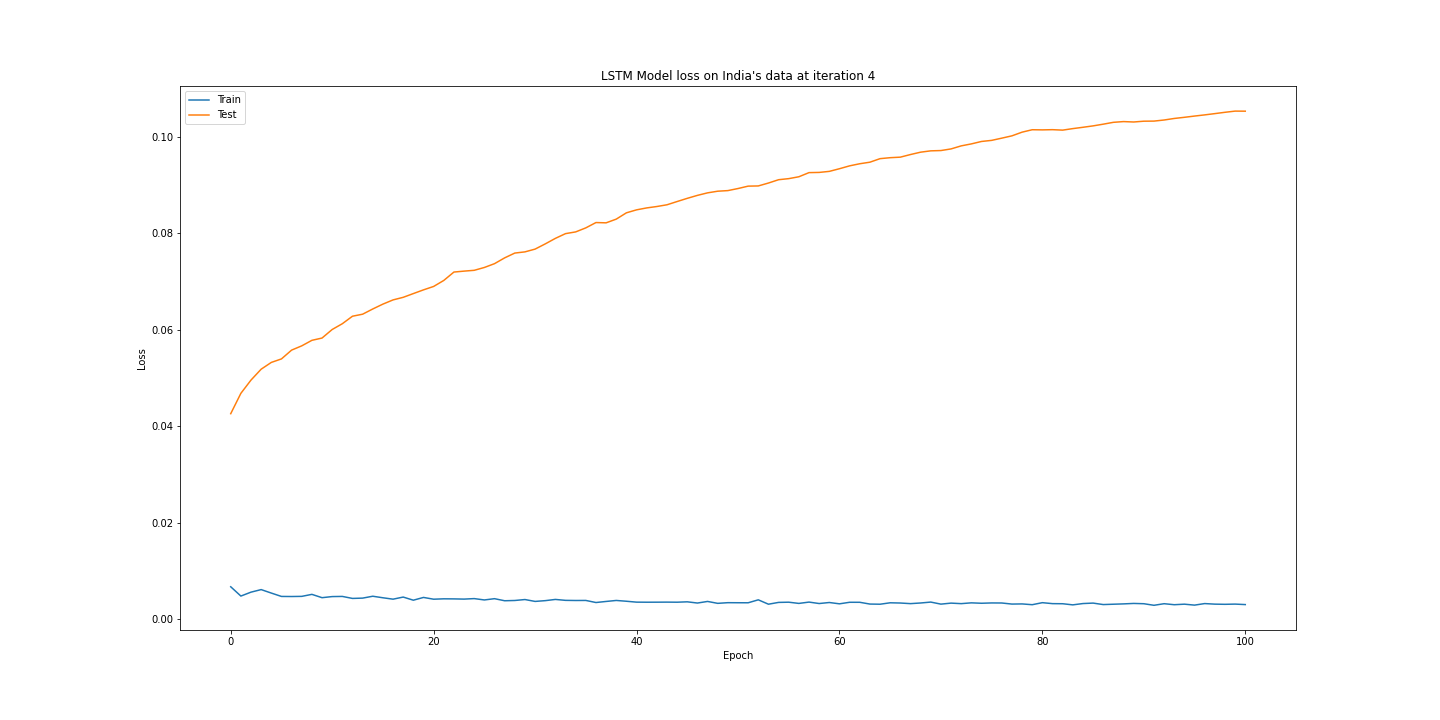 LSTM Model loss on India's data at iteration 4
Train
Test
0.10
0.08
0.06
0.04
0.02
0.00
Loss
0 20 40 60 80 100
Epoch